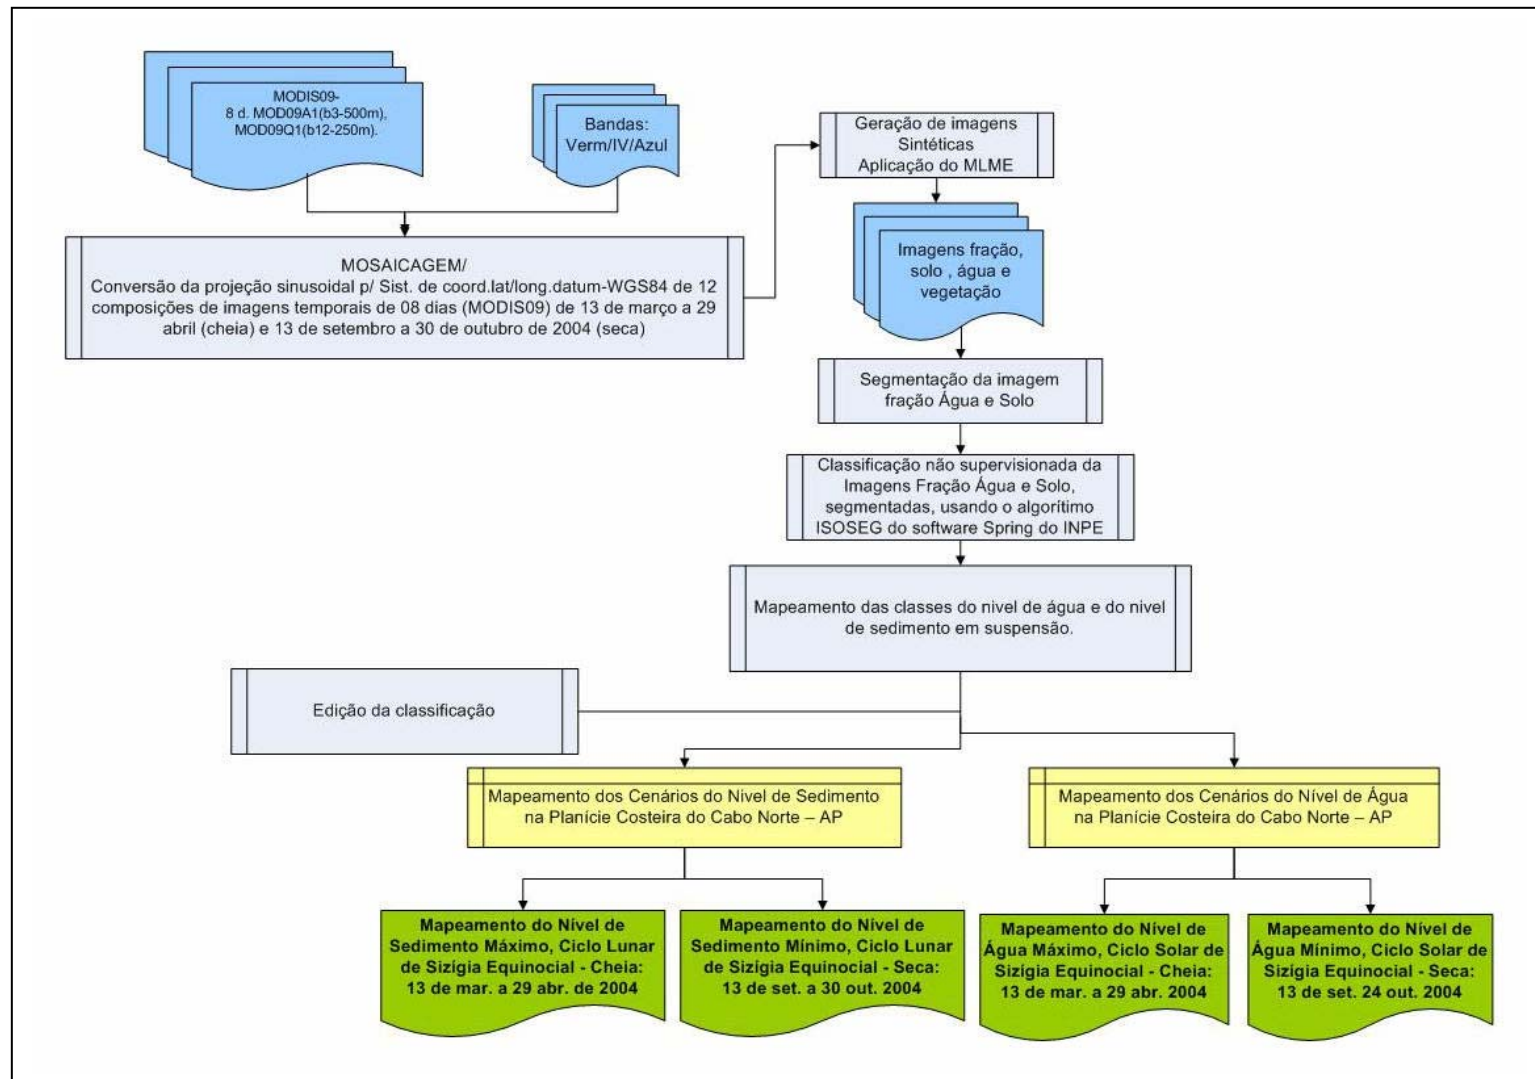 MODIS09-
8 d. MOD09A1(b3-500m),
MOD09Q1(b12-250m).
Bandas:
Verm/IV/Azul
Geração de imagens
Sintéticas
Aplicação do MLME
MOSAICAGEM/
Conversão da projeção sinusoidal p/ Sist. de coord.lat/long.datum-WGS84 de 12
composições de imagens temporais de 08 dias (MODIS09) de 13 de março a 29
abril (cheia) e 13 de setembro a 30 de outubro de 2004 (seca)
Imagens fração,
solo , água e
vegetação
Segmentação da imagem
fração Água e Solo
Classificação não supervisionada da
Imagens Fração Água e Solo,
segmentadas, usando o algorítimo
ISOSEG do software Spring do INPE
Mapeamento das classes do nivel de água e do nivel
de sedimento em suspensão.
Edição da classificação
Mapeamento dos Cenários do Nivel de Sedimento
na Planície Costeira do Cabo Norte – AP
Mapeamento dos Cenários do Nível de Água
na Planície Costeira do Cabo Norte – AP
Mapeamento do Nível de
Sedimento Máximo, Ciclo Lunar
de Sizígia Equinocial - Cheia:
13 de mar. a 29 abr. de 2004
Mapeamento do Nível de
Sedimento Mínimo, Ciclo Lunar
de Sizígia Equinocial - Seca:
13 de set. a 30 out. 2004
Mapeamento do Nível de
Água Máximo, Ciclo Solar de
Sizígia Equinocial - Cheia:
13 de mar. a 29 abr. 2004
Mapeamento do Nível de
Água Mínimo, Ciclo Solar de
Sizígia Equinocial - Seca:
13 de set. 24 out. 2004